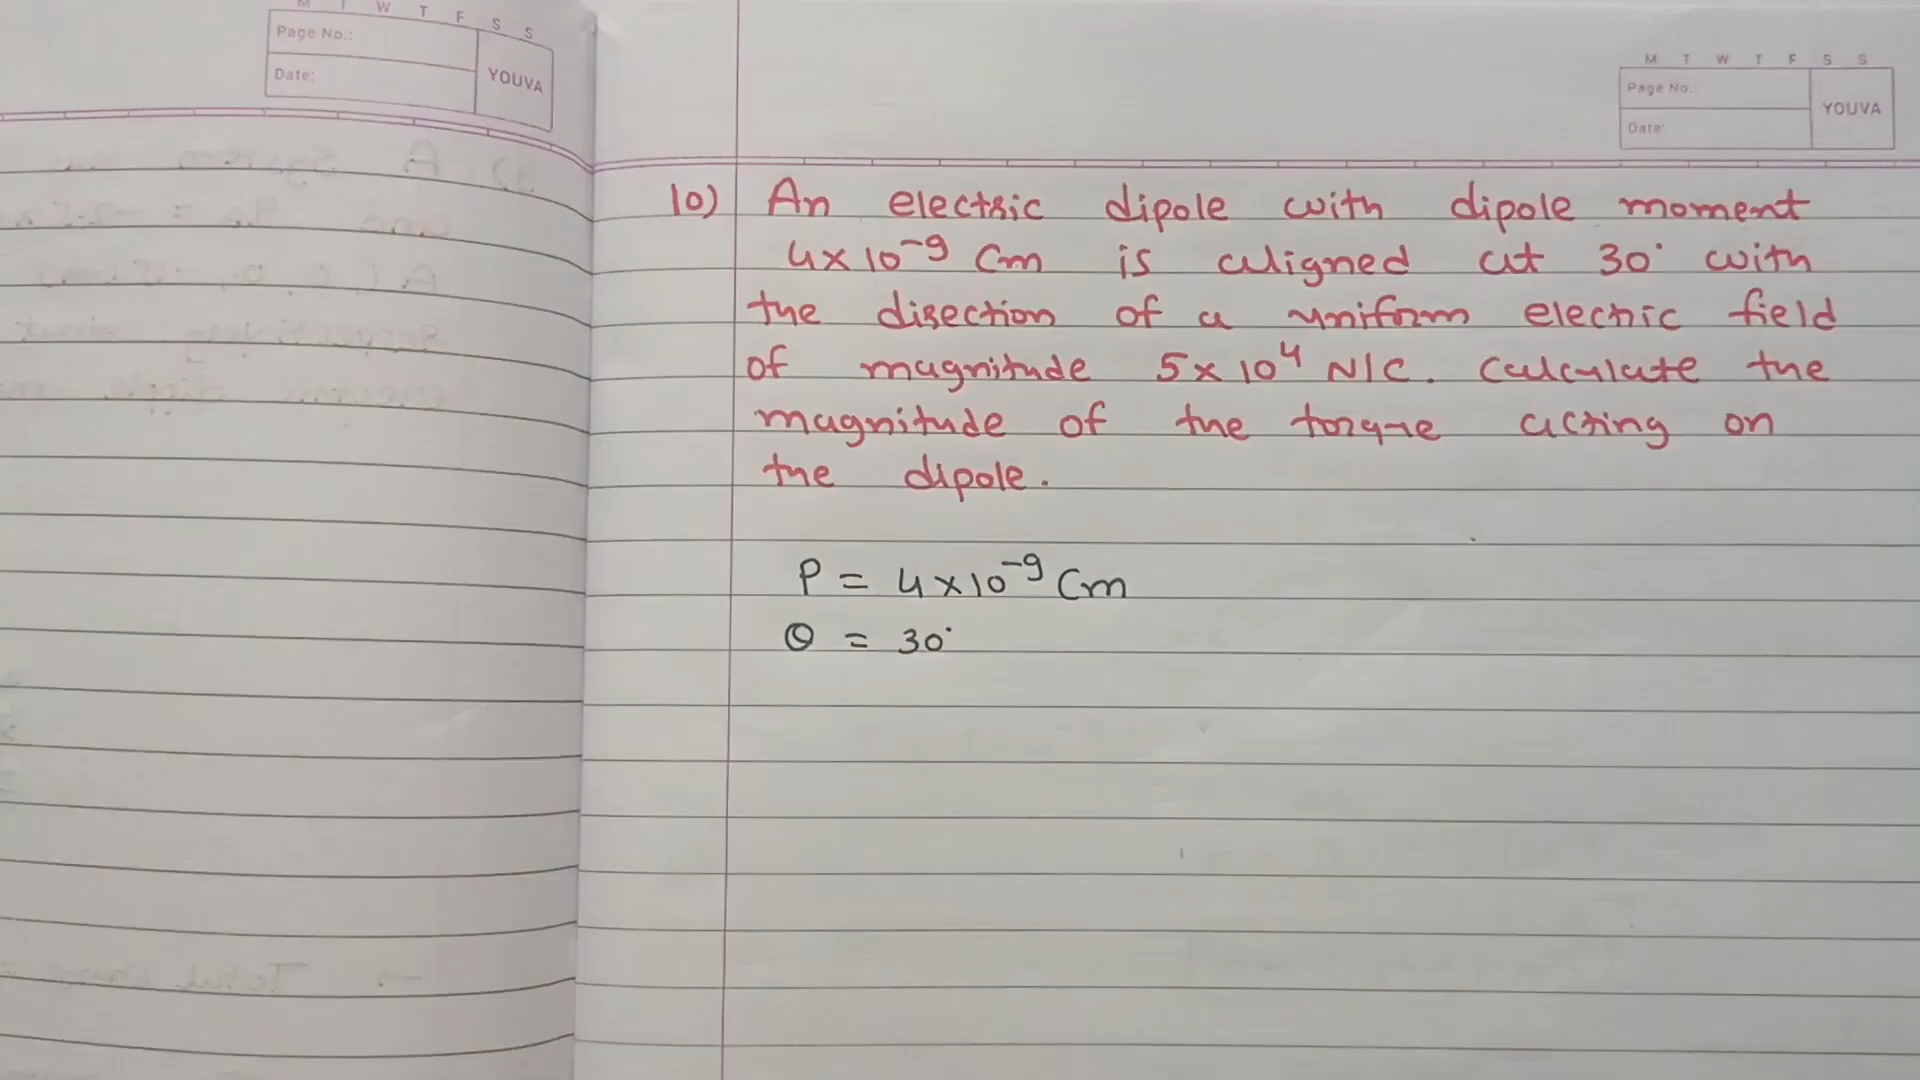 M T W T F S S
Page No.:
Date:
YOUVA
M T W T F S S
Page No.:
Date:
YOUVA
10) An electric dipole with dipole moment
4×10⁻⁹ Cm is aligned at 30° with
the direction of a uniform electric field
of magnitude 5×10⁴ N/C. Calculate the
magnitude of the torque acting on
the dipole.
P = 4×10⁻⁹ Cm
θ = 30°